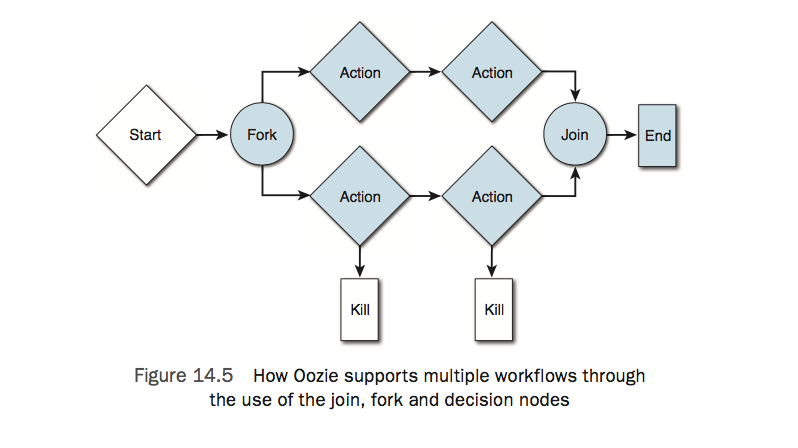 Action
Action
Start
Fork
Join
End
Action
Action
Kill
Kill
Figure 14.5 How Oozie supports multiple workflows through
the use of the join, fork and decision nodes